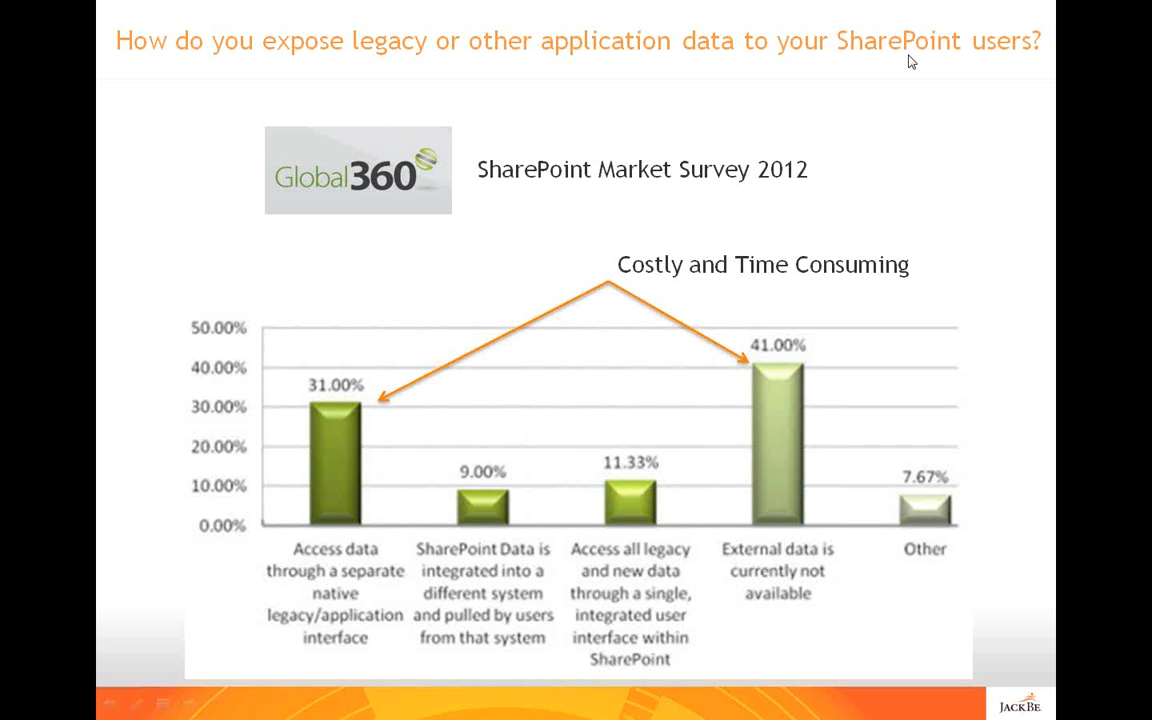 How do you expose legacy or other application data to your SharePoint users?
Global360
SharePoint Market Survey 2012
Costly and Time Consuming
50.00%
40.00%
30.00%
20.00%
10.00%
0.00%
31.00%
9.00%
11.33%
41.00%
7.67%
Access data
through a separate
native
legacy/application
interface
SharePoint Data is
integrated into a
different system
and pulled by users
from that system
Access all legacy
and new data
through a single,
integrated user
interface within
SharePoint
External data is
currently not
available
Other
JACKBE